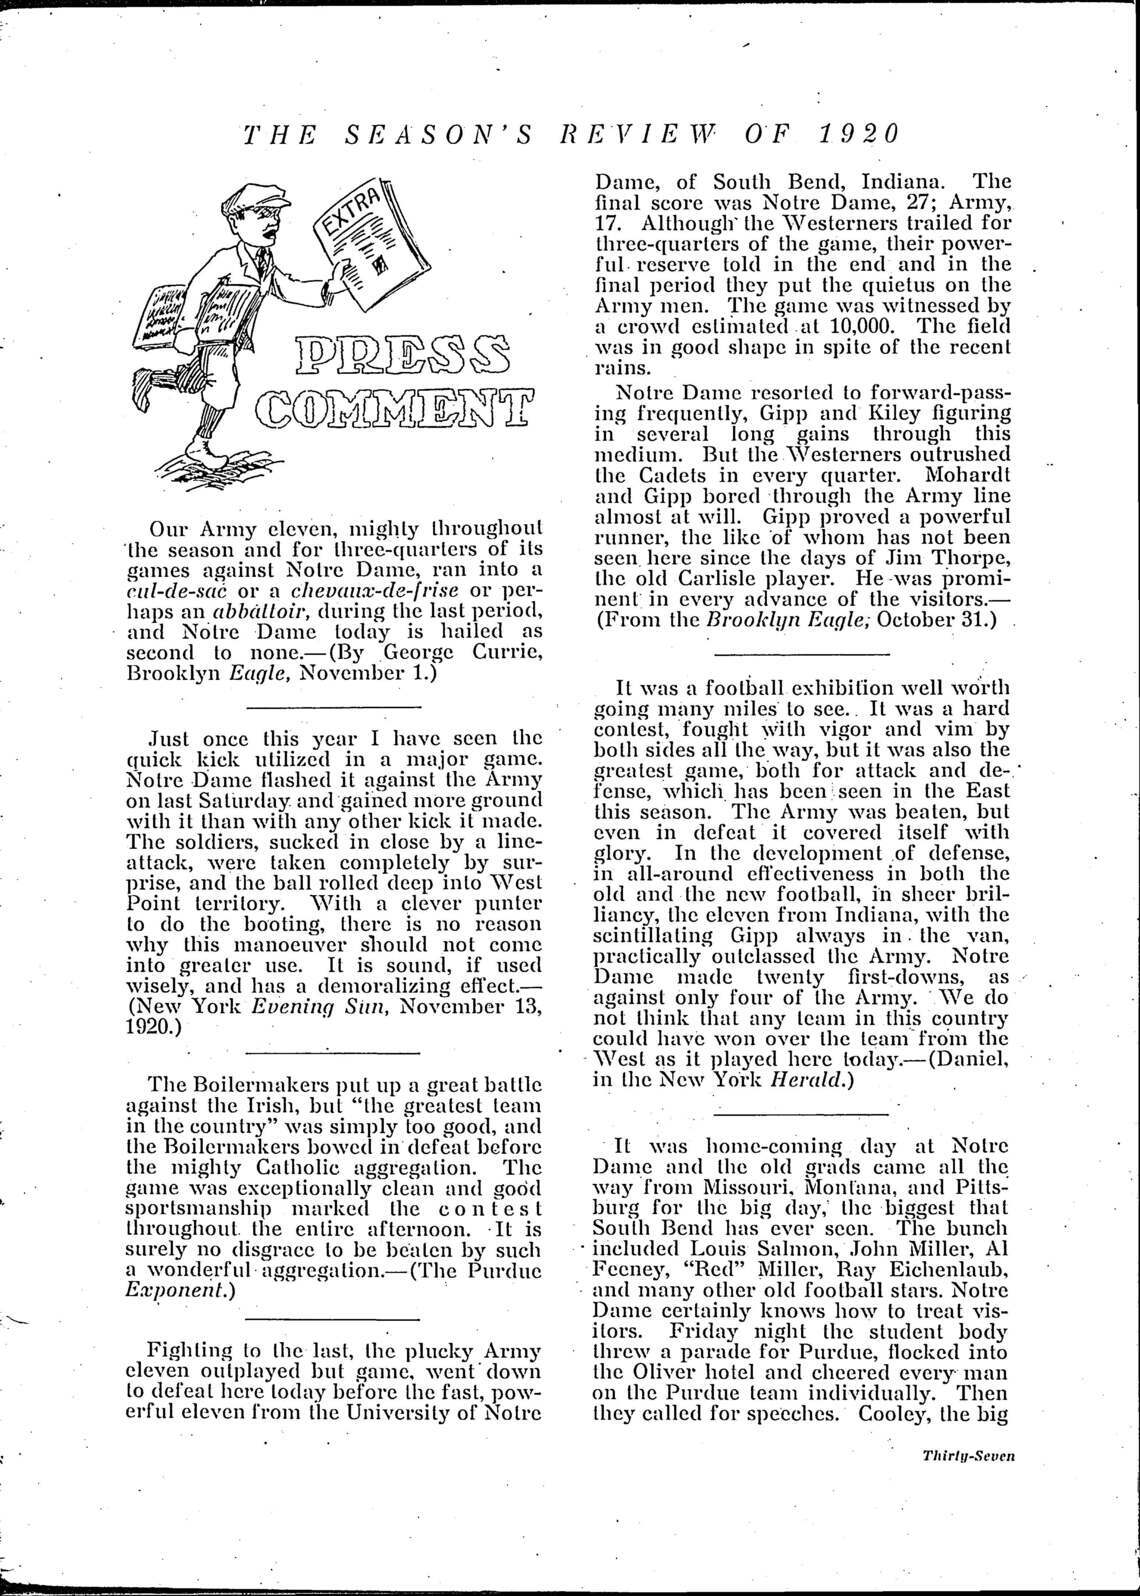 THE SEASON'S REVIEW OF 1920
EXTRA
PRESS
COMMENT
Our Army eleven, mighty throughout
the season and for three-quarters of its
games against Notre Dame, ran into a
cul-de-sac or a chevaux-de-frise or per-
haps an abbattoir, during the last period,
and Notre Dame today is hailed as
second to none.—(By George Currie,
Brooklyn Eagle, November 1.)
Just once this year I have seen the
quick kick utilized in a major game.
Notre Dame flashed it against the Army
on last Saturday and gained more ground
with it than with any other kick it made.
The soldiers, sucked in close by a line-
attack, were taken completely by sur-
prise, and the ball rolled deep into West
Point territory. With a clever punter
to do the booting, there is no reason
why this manoeuver should not come
into greater use. It is sound, if used
wisely, and has a demoralizing effect.—
(New York Evening Sun, November 13,
1920.)
The Boilermakers put up a great battle
against the Irish, but "the greatest team
in the country" was simply too good, and
the Boilermakers bowed in defeat before
the mighty Catholic aggregation. The
game was exceptionally clean and good
sportsmanship marked the contest
throughout the entire afternoon. It is
surely no disgrace to be beaten by such
a wonderful aggregation.—(The Purdue
Exponent.)
Fighting to the last, the plucky Army
eleven outplayed but game, went down
to defeat here today before the fast, pow-
erful eleven from the University of Notre
Dame, of South Bend, Indiana. The
final score was Notre Dame, 27; Army,
17. Although the Westerners trailed for
three-quarters of the game, their power-
ful reserve told in the end and in the
final period they put the quietus on the
Army men. The game was witnessed by
a crowd estimated at 10,000. The field
was in good shape in spite of the recent
rains.
Notre Dame resorted to forward-pass-
ing frequently, Gipp and Kiley figuring
in several long gains through this
medium. But the Westerners outrushed
the Cadets in every quarter. Mohardt
and Gipp bored through the Army line
almost at will. Gipp proved a powerful
runner, the like of whom has not been
seen here since the days of Jim Thorpe,
the old Carlisle player. He was promi-
nent in every advance of the visitors.—
(From the Brooklyn Eagle, October 31.)
It was a football exhibition well worth
going many miles to see. It was a hard
contest, fought with vigor and vim by
both sides all the way, but it was also the
greatest game, both for attack and de-
fense, which has been seen in the East
this season. The Army was beaten, but
even in defeat it covered itself with
glory. In the development of defense,
in all-around effectiveness in both the
old and the new football, in sheer bril-
liancy, the eleven from Indiana, with the
scintillating Gipp always in the van,
practically outclassed the Army. Notre
Dame made twenty first-downs, as
against only four of the Army. We do
not think that any team in this country
could have won over the team from the
West as it played here today.—(Daniel,
in the New York Herald.)
It was home-coming day at Notre
Dame and the old grads came all the
way from Missouri, Montana, and Pitts-
burg for the big day, the biggest that
South Bend has ever seen. The bunch
included Louis Salmon, John Miller, Al
Feeney, "Red" Miller, Ray Eichenlaub,
and many other old football stars. Notre
Dame certainly knows how to treat vis-
itors. Friday night the student body
threw a parade for Purdue, flocked into
the Oliver hotel and cheered every man
on the Purdue team individually. Then
they called for speeches. Cooley, the big
Thirty-Seven